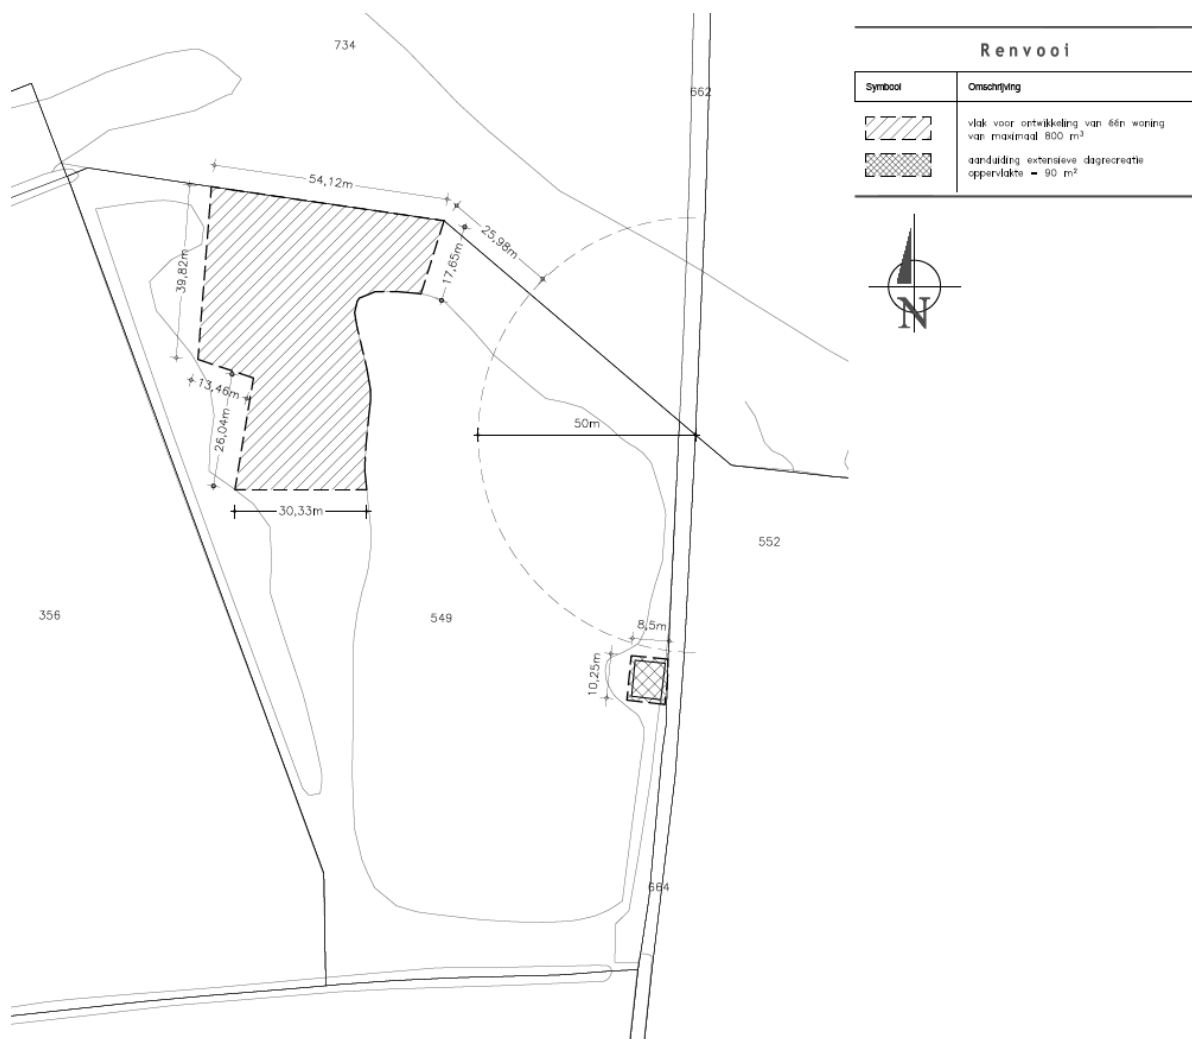 734
662
54,12m
25,98m
17,65m
39,82m
13,46m
26,04m
50m
30,33m
552
356
549
8,5m
10,25m
664
Renvooi
Symbool Omschrijving
vlak voor ontwikkeling van één woning
van maximaal 800 m³
aanduiding extensieve dagrecreatie
oppervlakte = 90 m²
N